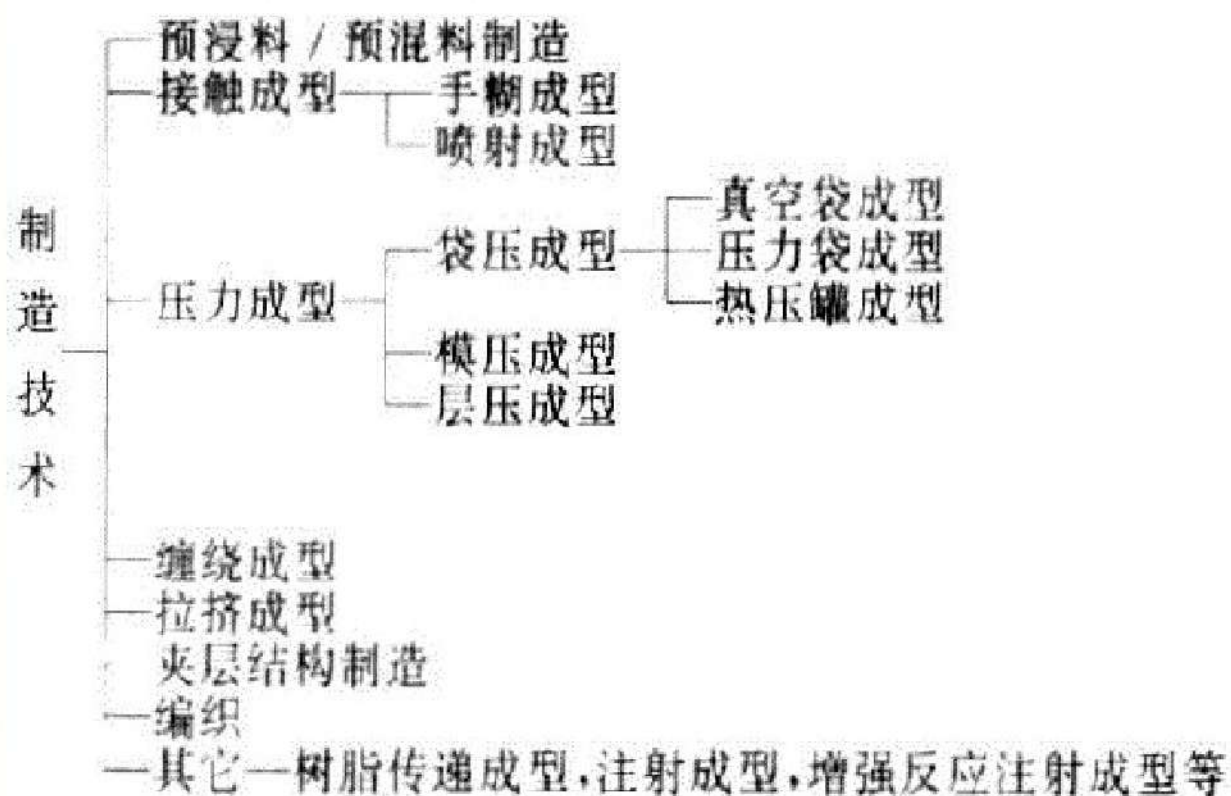 制造技术
预浸料/预混料制造
接触成型
手糊成型
喷射成型
压力成型
袋压成型
真空袋成型
压力袋成型
热压罐成型
模压成型
层压成型
缠绕成型
拉挤成型
夹层结构制造
编织
其它—树脂传递成型,注射成型,增强反应注射成型等